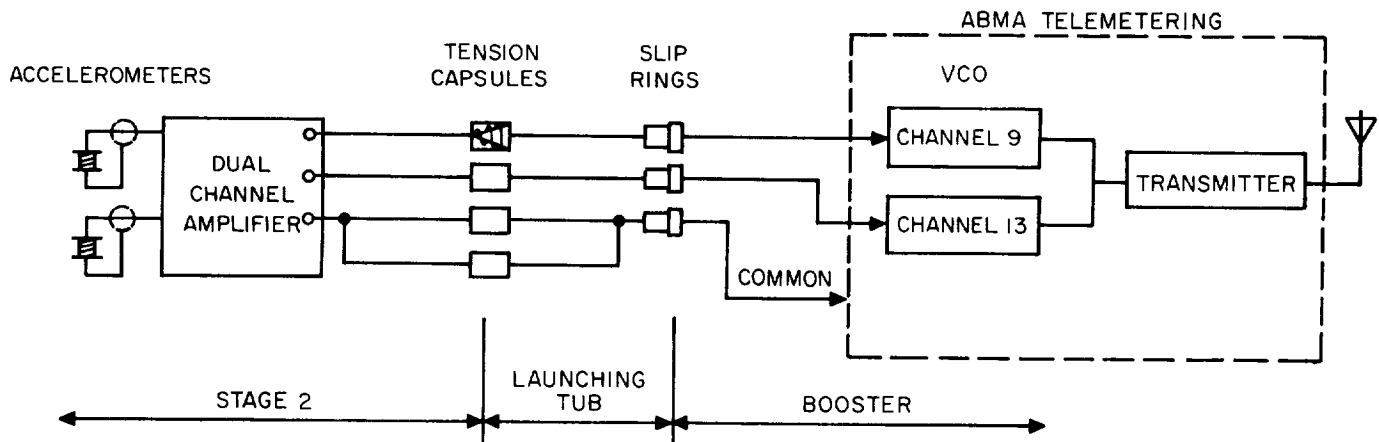 ABMA TELEMETERING
ACCELEROMETERS
TENSION
CAPSULES
SLIP
RINGS
VCO
DUAL
CHANNEL
AMPLIFIER
CHANNEL 9
CHANNEL 13
TRANSMITTER
COMMON
STAGE 2
LAUNCHING
TUB
BOOSTER